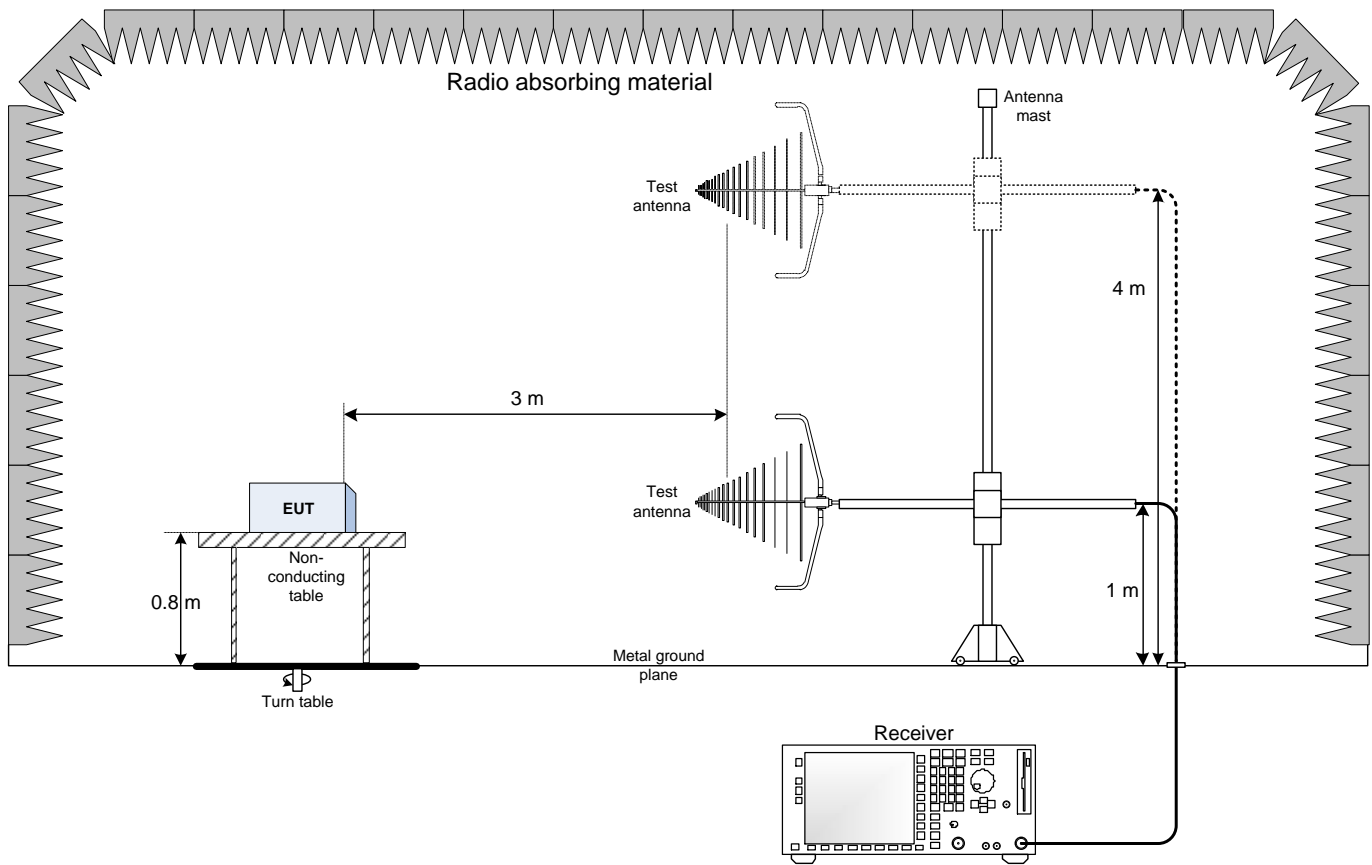 Radio absorbing material
Antenna
mast
Test
antenna
4 m
3 m
Test
antenna
EUT
Non-
conducting
table
0.8 m
1 m
Metal ground
plane
Turn table
Receiver